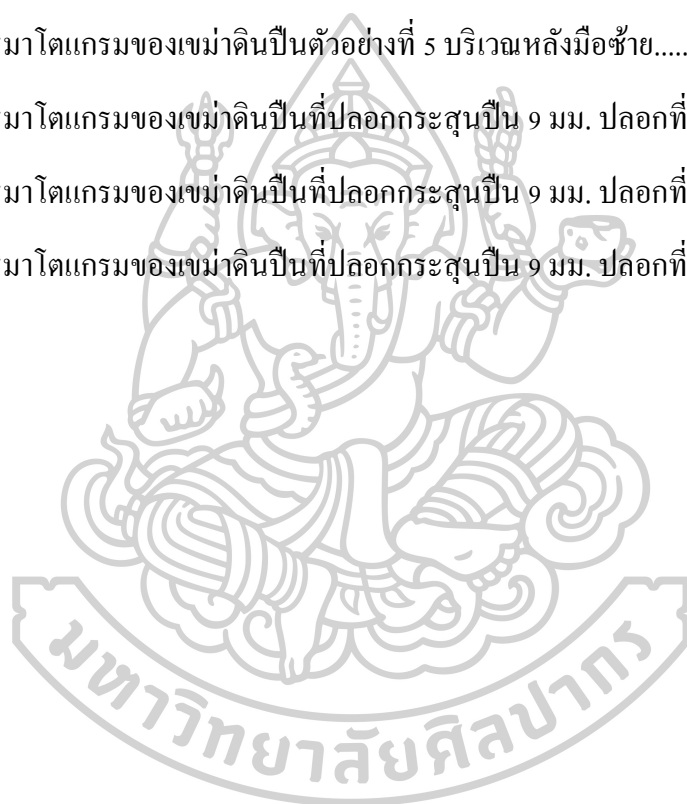 มาโตแกรมของเขม่าดินปืนตัวอย่างที่ 5 บริเวณหลังมือซ้าย.....
มาโตแกรมของเขม่าดินปืนที่ปลอกกระสุนปืน 9 มม. ปลอกที่
มาโตแกรมของเขม่าดินปืนที่ปลอกกระสุนปืน 9 มม. ปลอกที่
มาโตแกรมของเขม่าดินปืนที่ปลอกกระสุนปืน 9 มม. ปลอกที่
มหาวิทยาลัยศิลปากร